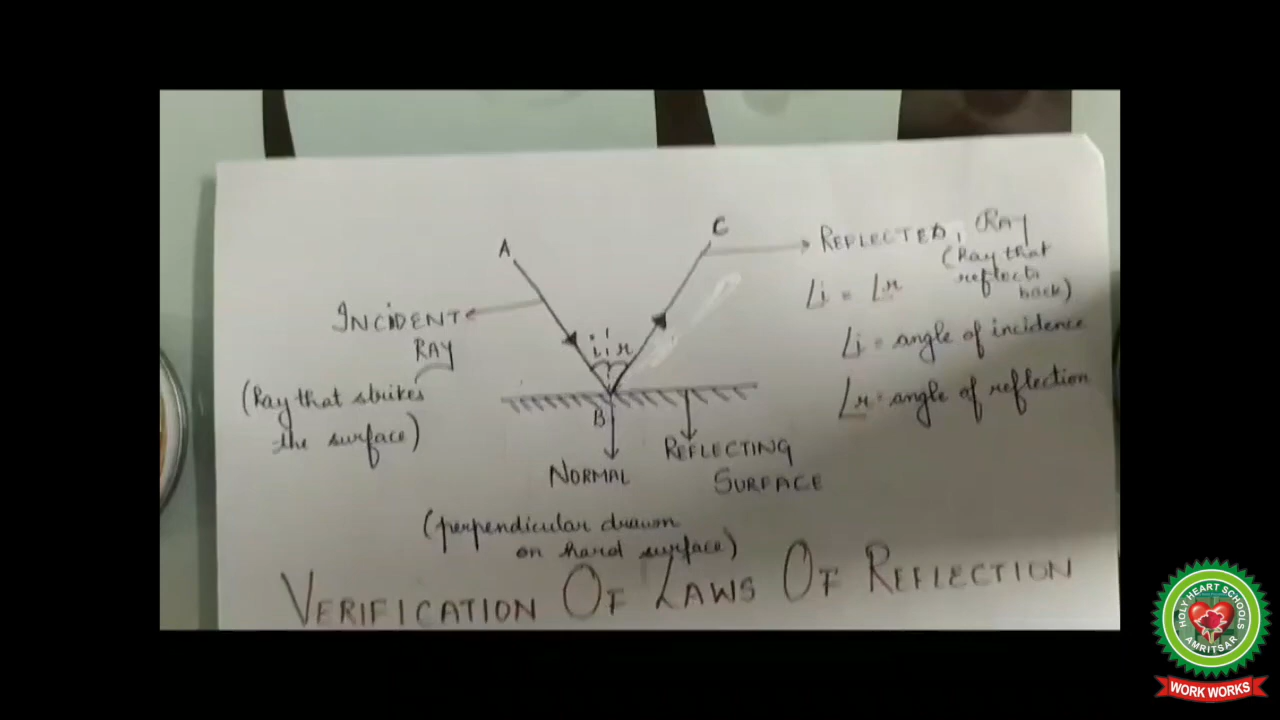 A
C
REFLECTED, RAY
(Ray that
reflects
back)
∠i = ∠r
INCIDENT
RAY
(Ray that strikes
the surface)
i r
∠i = angle of incidence
∠r = angle of reflection
B
NORMAL
REFLECTING
SURFACE
(perpendicular drawn
on hard surface)
VERIFICATION OF LAWS OF REFLECTION
HOLY HEART SCHOOLS
AMRITSAR
WORK WORKS